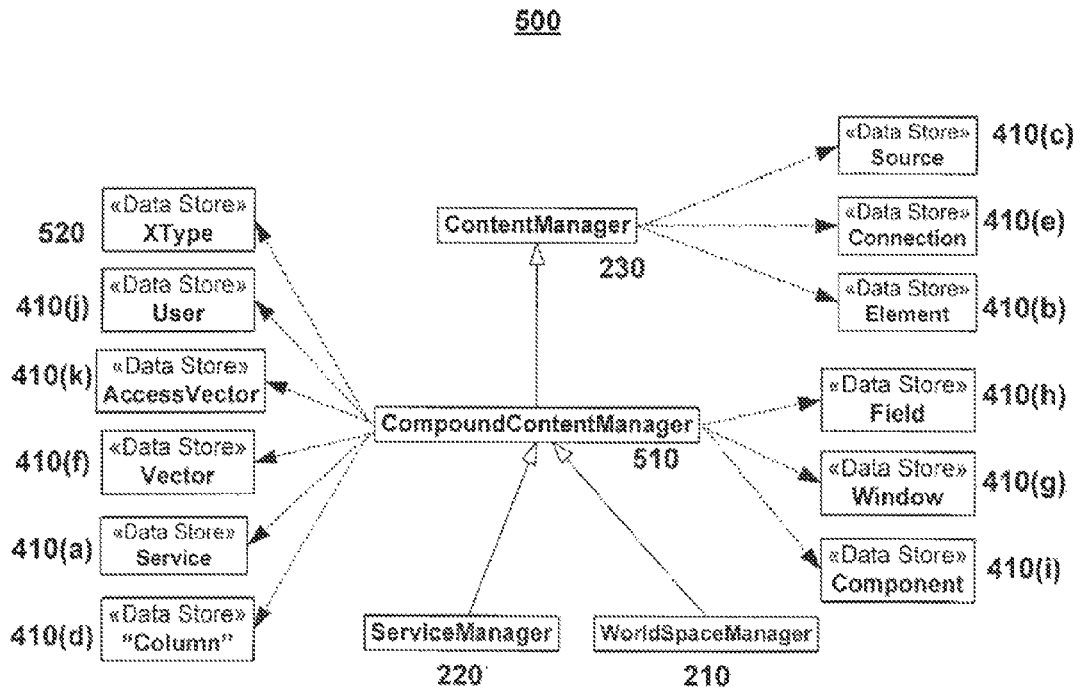 500
«Data Store»
Source
410(c)
«Data Store»
XType
520
ContentManager
230
«Data Store»
Connection
410(e)
«Data Store»
User
410(j)
«Data Store»
Element
410(b)
«Data Store»
AccessVector
410(k)
«Data Store»
Field
410(h)
CompoundContentManager
510
«Data Store»
Vector
410(f)
«Data Store»
Window
410(g)
«Data Store»
Service
410(a)
«Data Store»
Component
410(i)
«Data Store»
“Column”
410(d)
ServiceManager
220
WorldSpaceManager
210